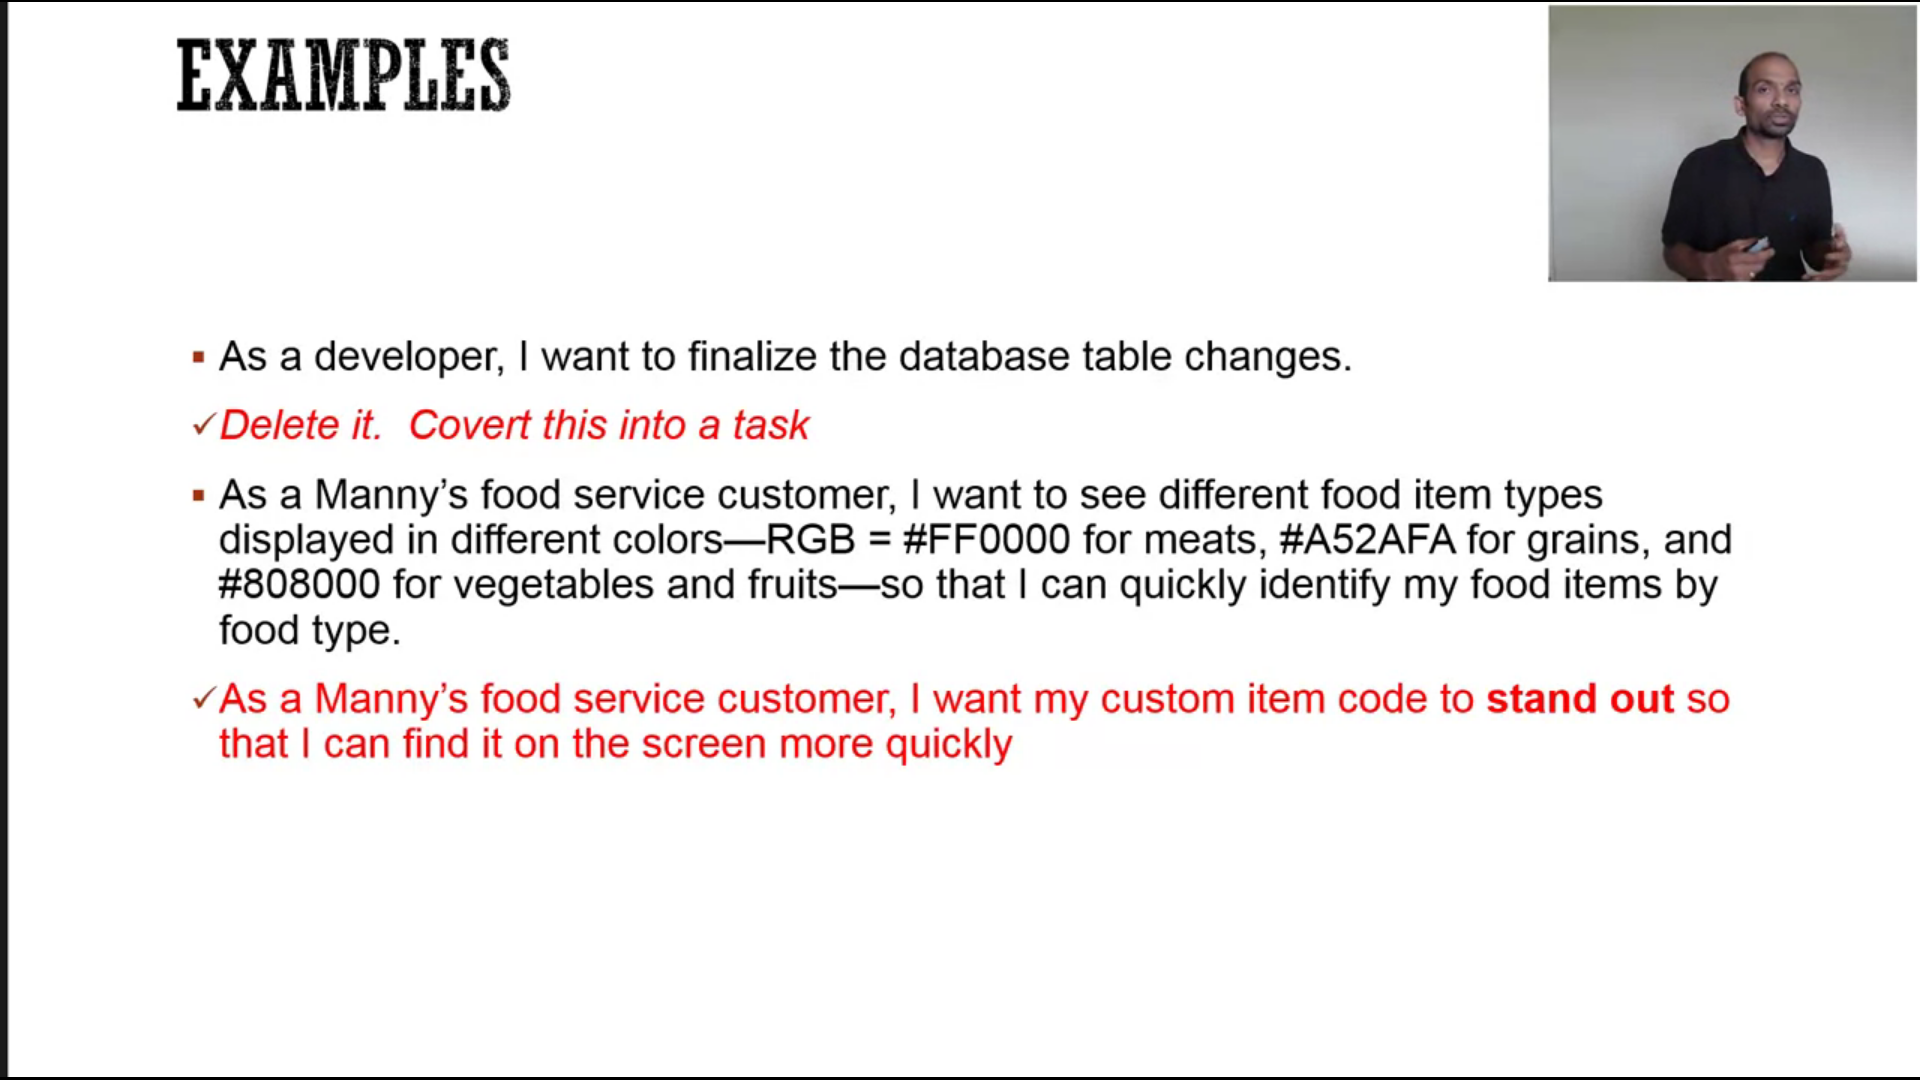 EXAMPLES
▪ As a developer, I want to finalize the database table changes.
✓ Delete it. Covert this into a task
▪ As a Manny’s food service customer, I want to see different food item types
displayed in different colors—RGB = #FF0000 for meats, #A52AFA for grains, and
#808000 for vegetables and fruits—so that I can quickly identify my food items by
food type.
✓ As a Manny’s food service customer, I want my custom item code to stand out so
that I can find it on the screen more quickly